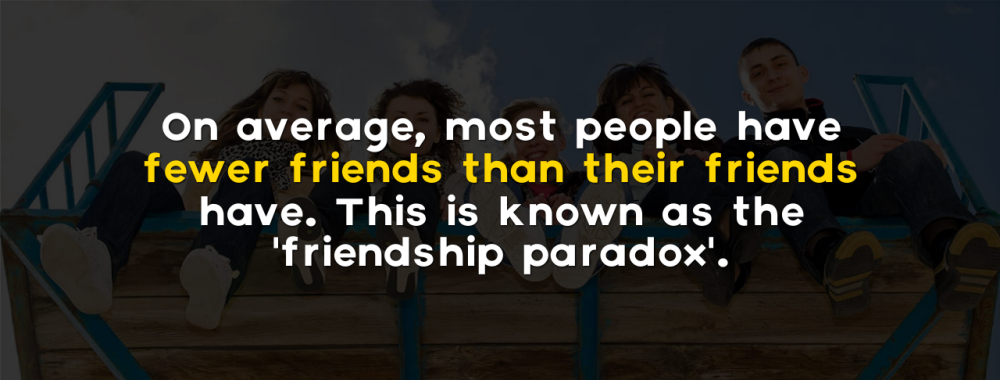 On average, most people have
fewer friends than their friends
have. This is known as the
'friendship paradox'.